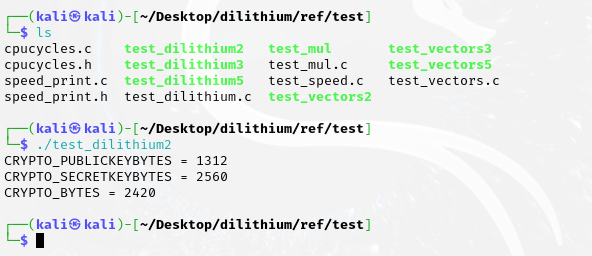 ┌──(kali㉿kali)-[~/Desktop/dilithium/ref/test]
└─$ ls
cpucycles.c    test_dilithium2   test_mul       test_vectors3
cpucycles.h    test_dilithium3   test_mul.c     test_vectors5
speed_print.c  test_dilithium5   test_speed.c   test_vectors.c
speed_print.h  test_dilithium.c  test_vectors2
┌──(kali㉿kali)-[~/Desktop/dilithium/ref/test]
└─$ ./test_dilithium2
CRYPTO_PUBLICKEYBYTES = 1312
CRYPTO_SECRETKEYBYTES = 2560
CRYPTO_BYTES = 2420
┌──(kali㉿kali)-[~/Desktop/dilithium/ref/test]
└─$